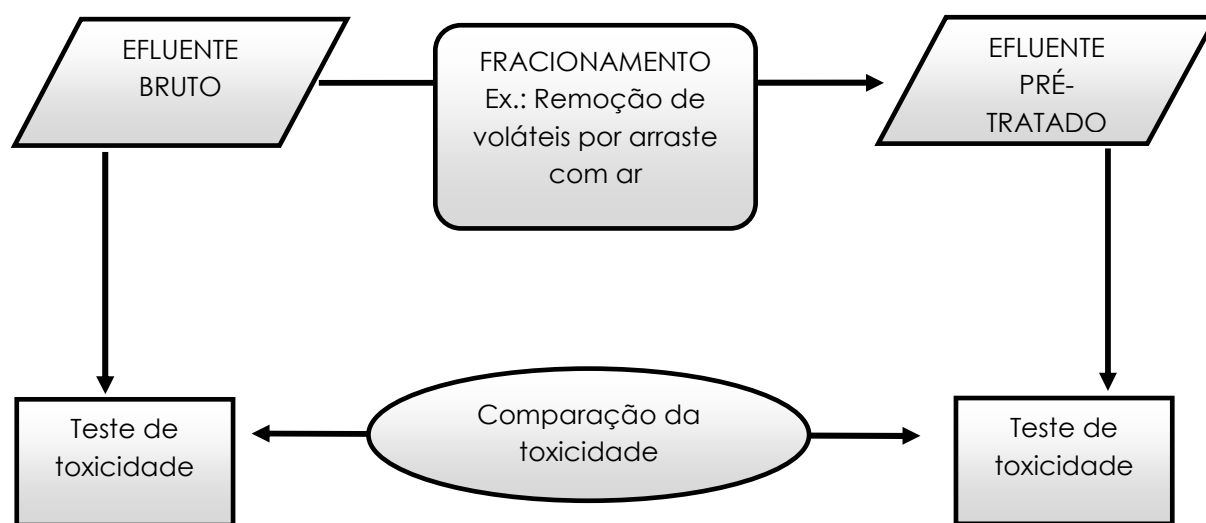 EFLUENTE
BRUTO
FRACIONAMENTO
Ex.: Remoção de
voláteis por arraste
com ar
EFLUENTE
PRÉ-
TRATADO
Teste de
toxicidade
Comparação da
toxicidade
Teste de
toxicidade